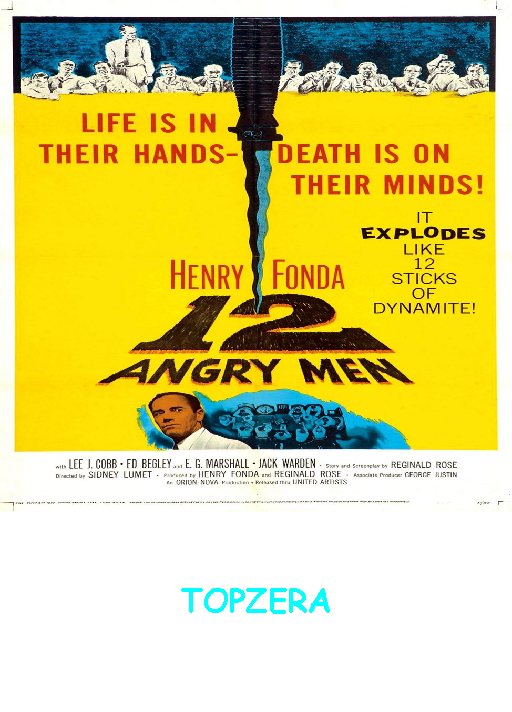 LIFE IS IN
THEIR HANDS- DEATH IS ON
THEIR MINDS!
IT
EXPLODES
LIKE
12
STICKS
OF
DYNAMITE!
HENRY FONDA
12
ANGRY MEN
with LEE J. COBB • ED BEGLEY and E. G. MARSHALL • JACK WARDEN • Story and Screenplay by REGINALD ROSE
Directed by SIDNEY LUMET • Produced by HENRY FONDA and REGINALD ROSE • Associate Producer GEORGE JUSTIN
An ORION-NOVA Production • Released thru UNITED ARTISTS
TOPZERA